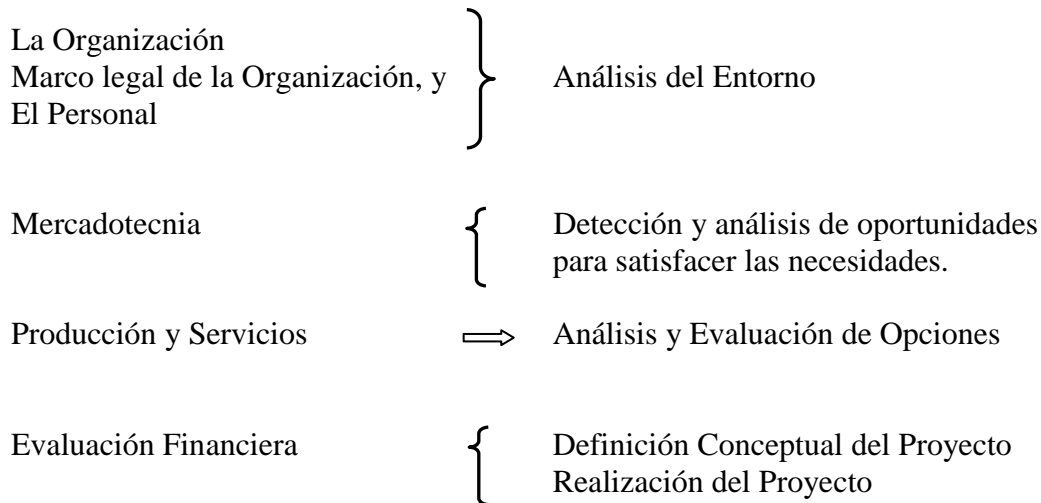 La Organización
Marco legal de la Organización, y
El Personal
Análisis del Entorno
Mercadotecnia
Detección y análisis de oportunidades
para satisfacer las necesidades.
Producción y Servicios
Análisis y Evaluación de Opciones
Evaluación Financiera
Definición Conceptual del Proyecto
Realización del Proyecto